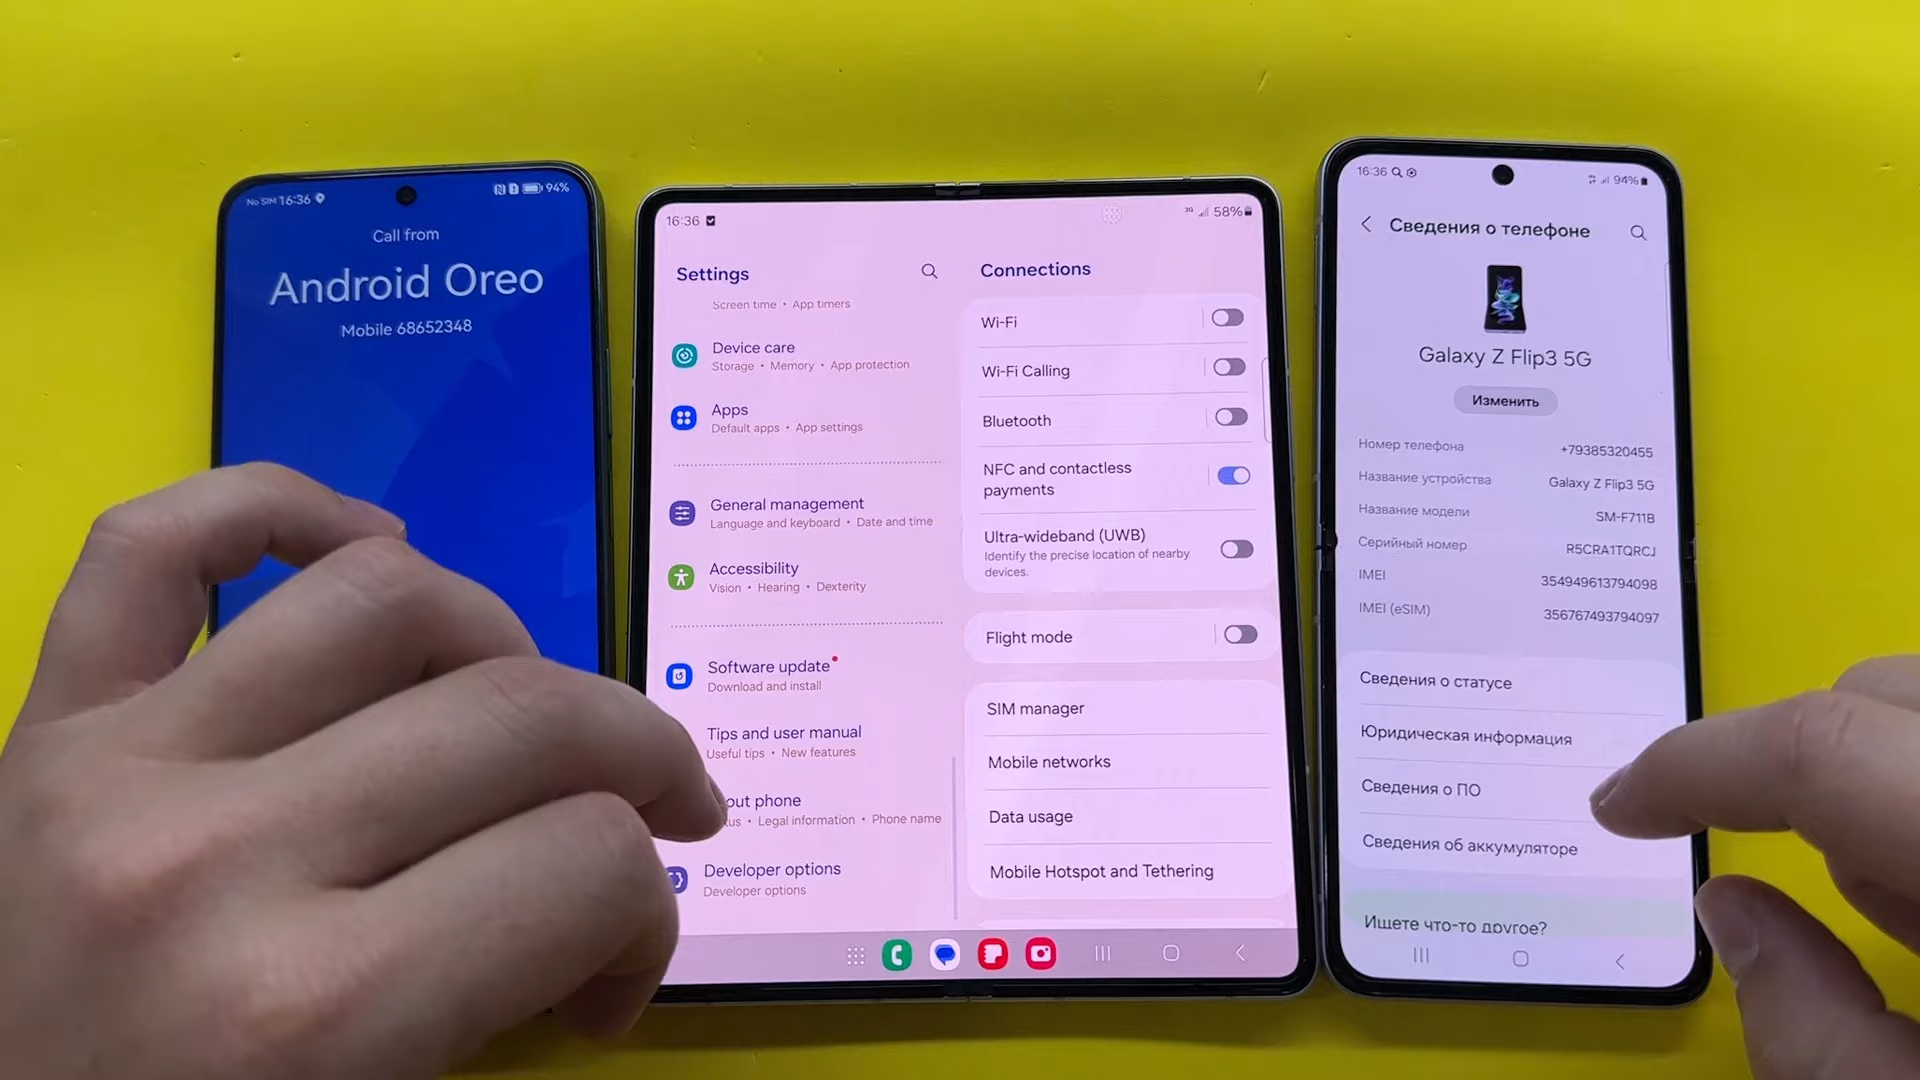 No SIM 16:36
94%
Call from
Android Oreo
Mobile 68652348
16:36
3G 58%
Settings
Screen time • App timers
Device care
Storage • Memory • App protection
Apps
Default apps • App settings
General management
Language and keyboard • Date and time
Accessibility
Vision • Hearing • Dexterity
Software update
Download and install
Tips and user manual
Useful tips • New features
out phone
tus • Legal information • Phone name
Developer options
Developer options
Connections
Wi-Fi
Wi-Fi Calling
Bluetooth
NFC and contactless
payments
Ultra-wideband (UWB)
Identify the precise location of nearby
devices.
Flight mode
SIM manager
Mobile networks
Data usage
Mobile Hotspot and Tethering
16:36
94%
Сведения о телефоне
Galaxy Z Flip3 5G
Изменить
Номер телефона +79385320455
Название устройства Galaxy Z Flip3 5G
Название модели SM-F711B
Серийный номер R5CRA1TQRCJ
IMEI 354949613794098
IMEI (eSIM) 356767493794097
Сведения о статусе
Юридическая информация
Сведения о ПО
Сведения об аккумуляторе
Ищете что-то другое?